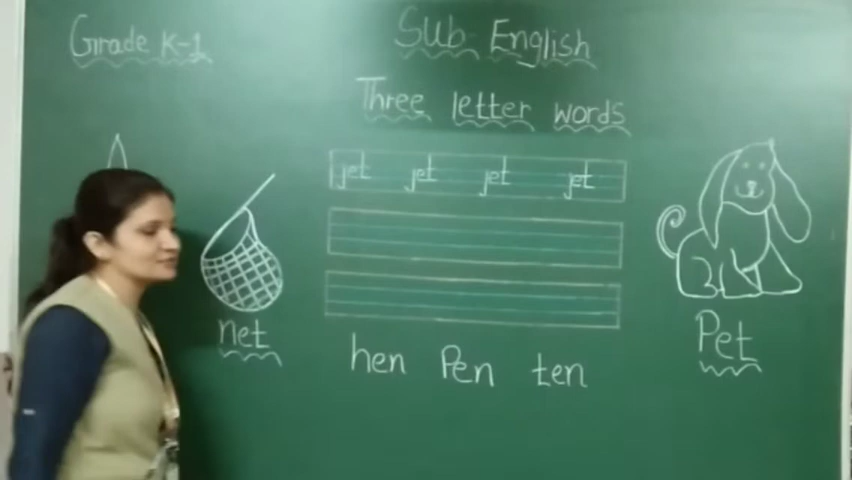 Grade K-1
Sub English
Three letter words
jet jet jet jet
net
hen Pen ten
Pet